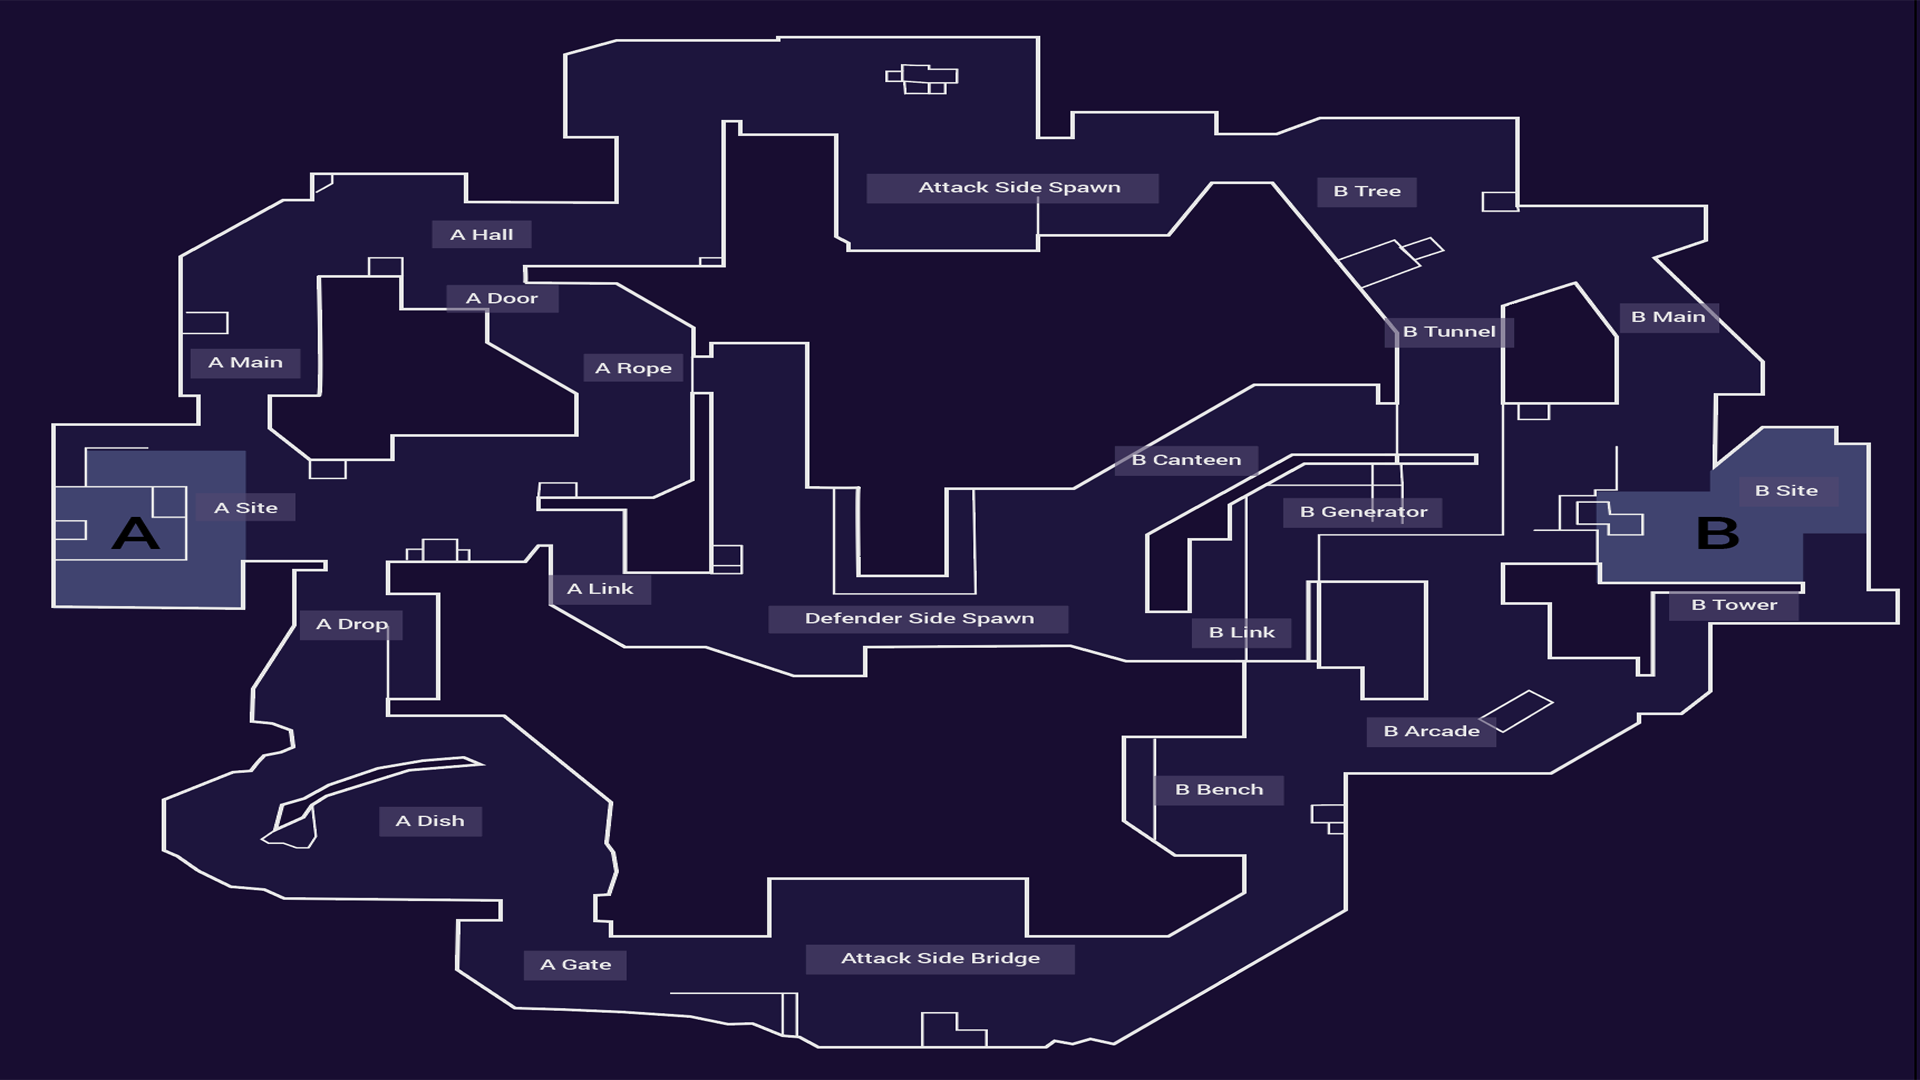 Attack Side Spawn
B Tree
A Hall
A Door
B Main
B Tunnel
A Main
A Rope
B Canteen
B Site
A Site
B Generator
A
B
A Link
B Tower
Defender Side Spawn
A Drop
B Link
B Arcade
B Bench
A Dish
Attack Side Bridge
A Gate